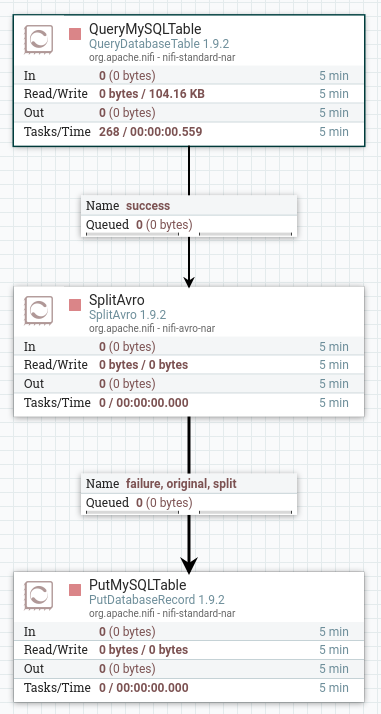 QueryMySQLTable
QueryDatabaseTable 1.9.2
org.apache.nifi - nifi-standard-nar
In 0 (0 bytes) 5 min
Read/Write 0 bytes / 104.16 KB 5 min
Out 0 (0 bytes) 5 min
Tasks/Time 268 / 00:00:00.559 5 min
Name success
Queued 0 (0 bytes)
SplitAvro
SplitAvro 1.9.2
org.apache.nifi - nifi-avro-nar
In 0 (0 bytes) 5 min
Read/Write 0 bytes / 0 bytes 5 min
Out 0 (0 bytes) 5 min
Tasks/Time 0 / 00:00:00.000 5 min
Name failure, original, split
Queued 0 (0 bytes)
PutMySQLTable
PutDatabaseRecord 1.9.2
org.apache.nifi - nifi-standard-nar
In 0 (0 bytes) 5 min
Read/Write 0 bytes / 0 bytes 5 min
Out 0 (0 bytes) 5 min
Tasks/Time 0 / 00:00:00.000 5 min